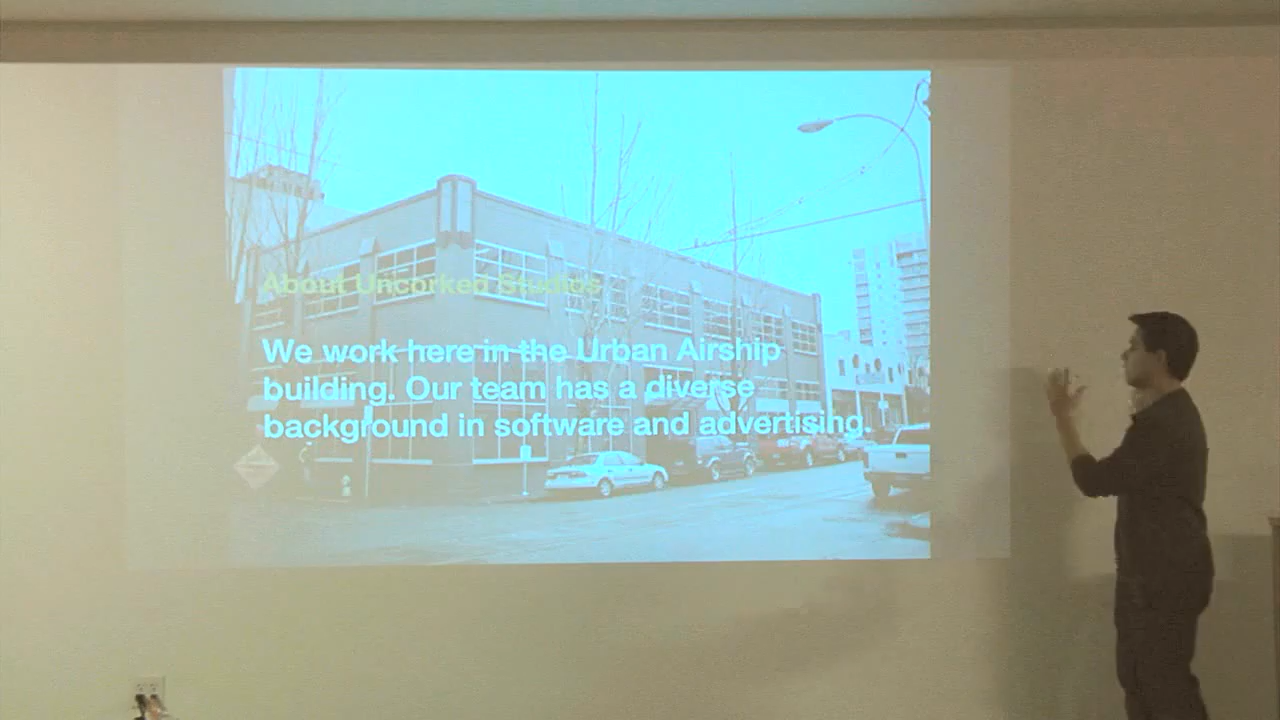 About Uncorked Studios
We work here in the Urban Airship
building. Our team has a diverse
background in software and advertising.